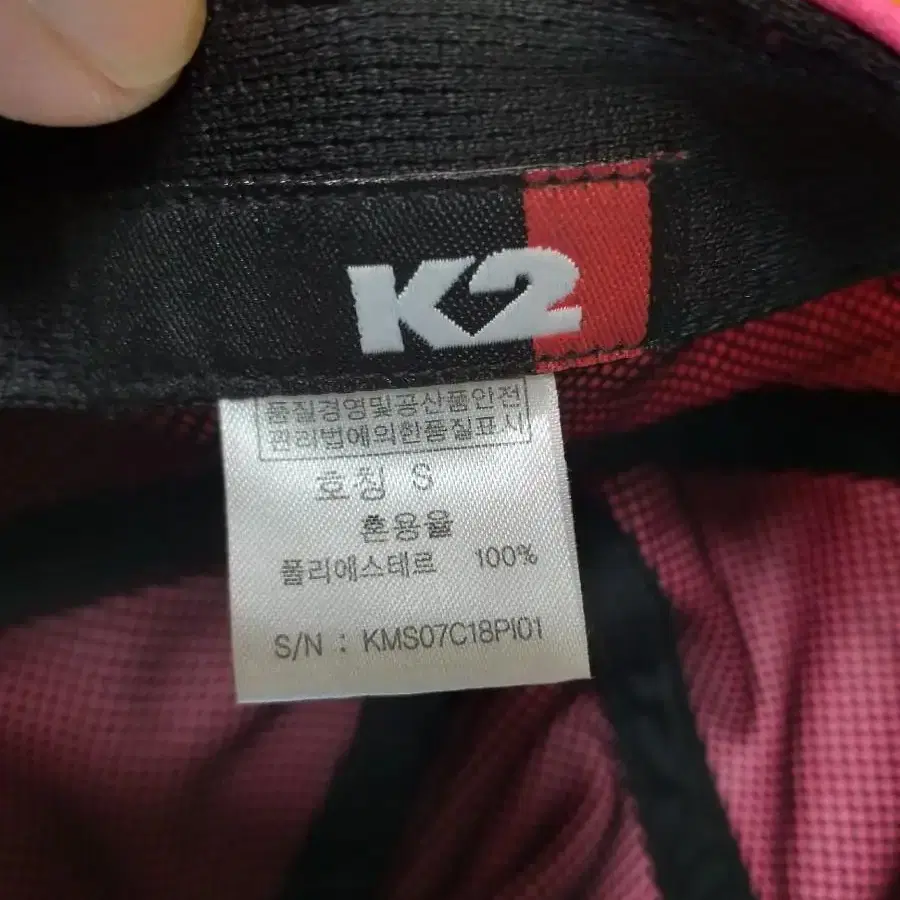 K2
품질경영및공산품안전
관리법에의한품질표시
호칭 S
혼용율
폴리에스테르 100%
S/N : KMS07C18PI01